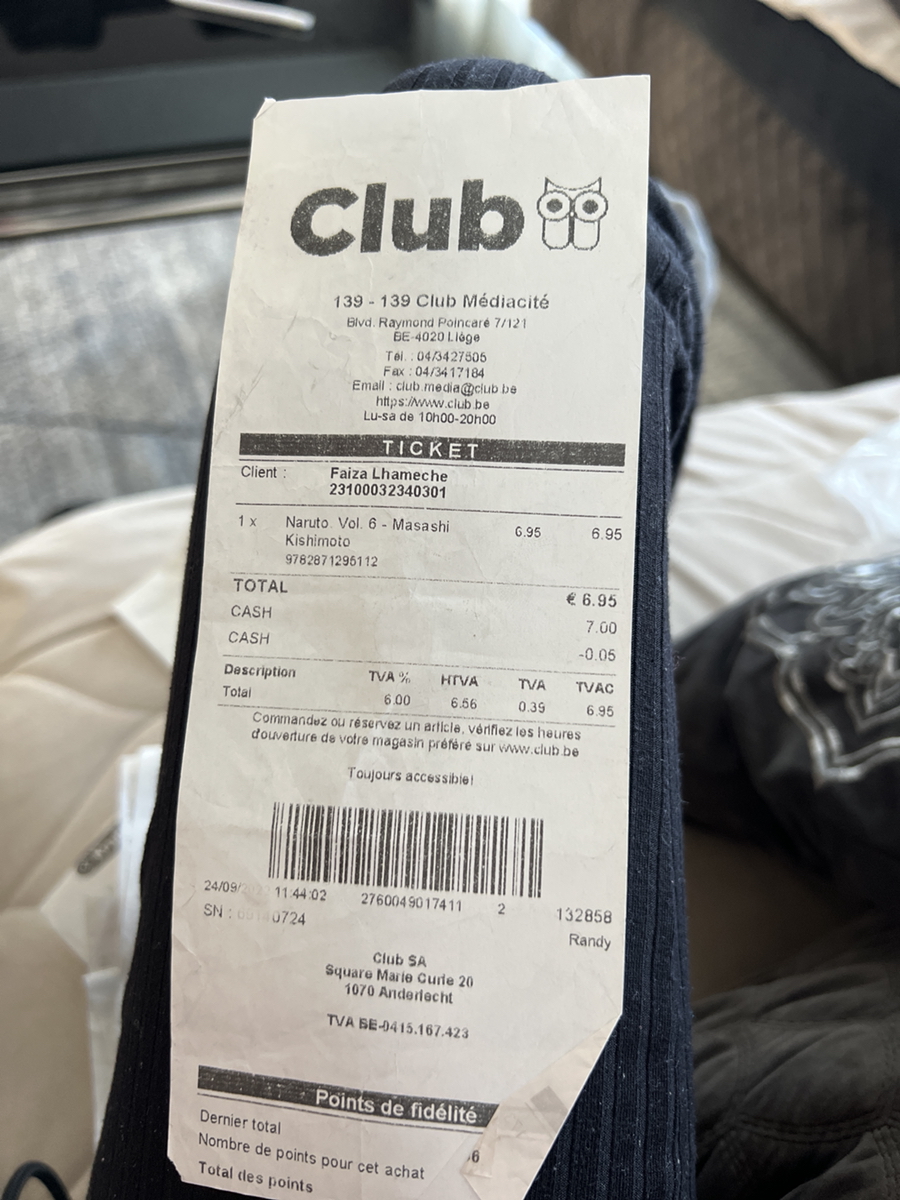 Club
139 - 139 Club Médiacité
Blvd. Raymond Poincaré 7/121
BE-4020 Liège
Tél. : 04/3427505
Fax : 04/3417184
Email : club.media@club.be
https://www.club.be
Lu-sa de 10h00-20h00
TICKET
Client : Faiza Lhameche
23100032340301
1 x Naruto. Vol. 6 - Masashi 6.95 6.95
Kishimoto
9782871295112
TOTAL € 6.95
CASH 7.00
CASH -0.05
Description TVA % HTVA TVA TVAC
Total 6.00 6.56 0.39 6.95
Commandez ou réservez un article, vérifiez les heures
d'ouverture de votre magasin préféré sur www.club.be
Toujours accessible!
24/09/ 11:44:02 2760049017411 2 132858
SN : 0724 Randy
Club SA
Square Marie Curie 20
1070 Anderlecht
TVA BE-0415.167.423
Points de fidélité
Dernier total
Nombre de points pour cet achat
Total des points